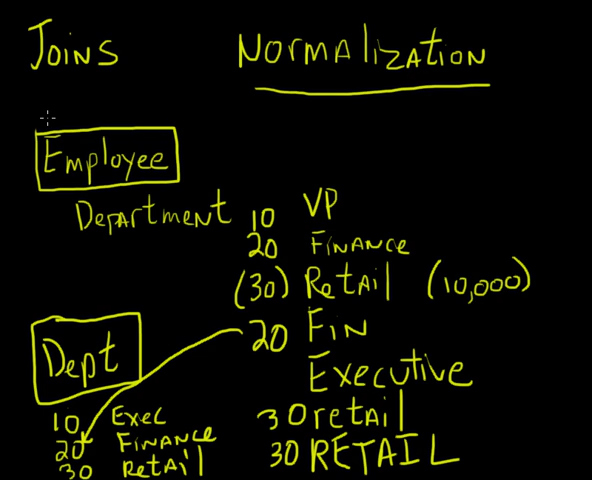 Joins Normalization
Employee
Department 10 VP
20 Finance
(30) Retail (10,000)
20 Fin
Executive
Dept
10 Exec
20 Finance
30 Retail
30 retail
30 RETAIL